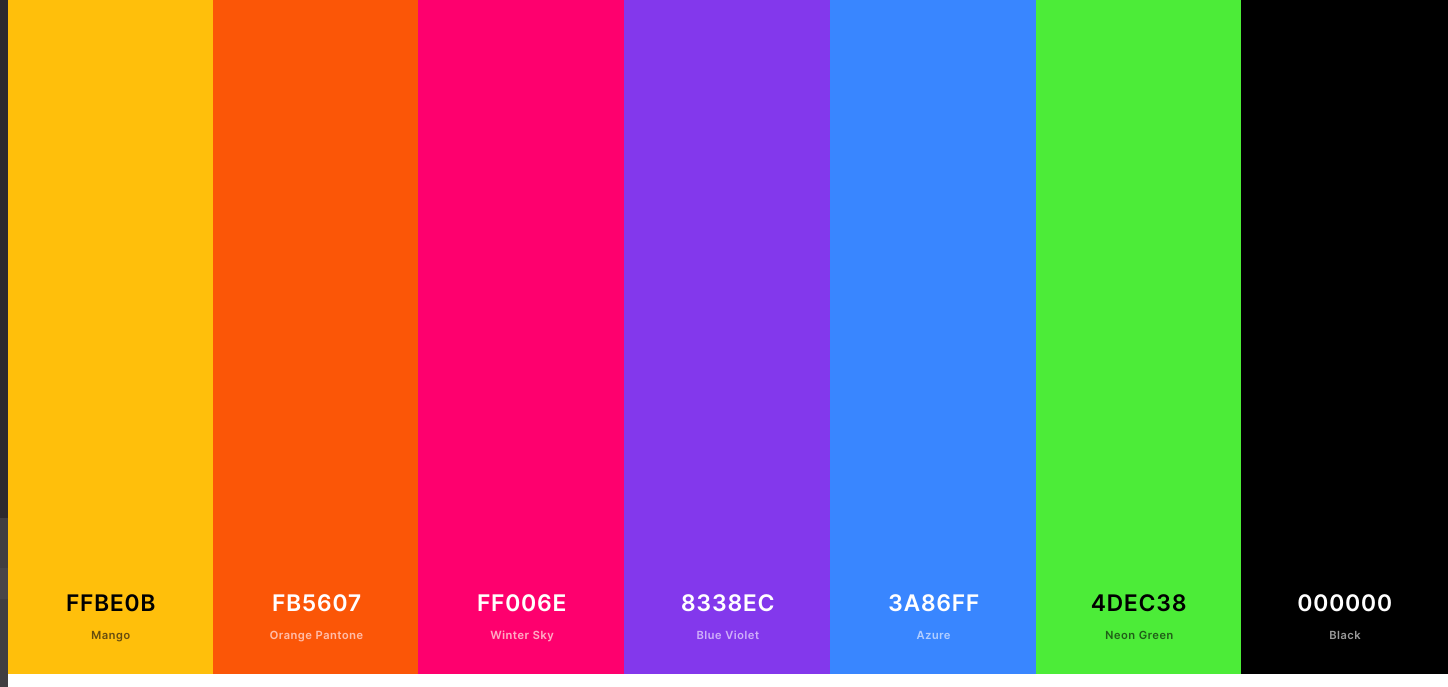 FFBE0B
Mango
FB5607
Orange Pantone
FF006E
Winter Sky
8338EC
Blue Violet
3A86FF
Azure
4DEC38
Neon Green
000000
Black